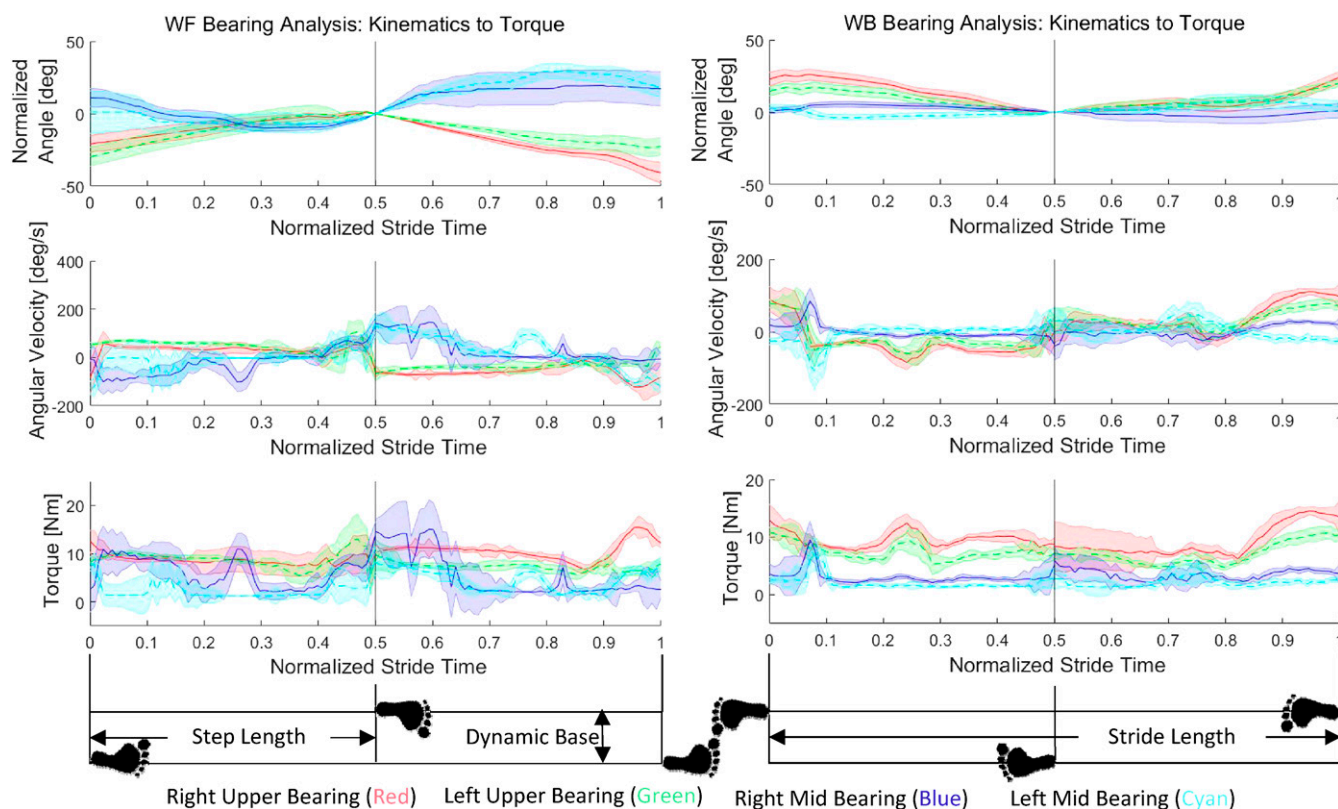 WF Bearing Analysis: Kinematics to Torque
50
0
-50
Normalized
Angle [deg]
0 0.1 0.2 0.3 0.4 0.5 0.6 0.7 0.8 0.9 1
Normalized Stride Time
400
200
0
-200
Angular Velocity [deg/s]
0 0.1 0.2 0.3 0.4 0.5 0.6 0.7 0.8 0.9 1
Normalized Stride Time
20
10
0
Torque [Nm]
0 0.1 0.2 0.3 0.4 0.5 0.6 0.7 0.8 0.9 1
Normalized Stride Time
WB Bearing Analysis: Kinematics to Torque
50
0
-50
Normalized
Angle [deg]
0 0.1 0.2 0.3 0.4 0.5 0.6 0.7 0.8 0.9 1
Normalized Stride Time
200
0
-200
Angular Velocity [deg/s]
0 0.1 0.2 0.3 0.4 0.5 0.6 0.7 0.8 0.9 1
Normalized Stride Time
20
15
10
5
0
Torque [Nm]
0 0.1 0.2 0.3 0.4 0.5 0.6 0.7 0.8 0.9 1
Normalized Stride Time
Step Length
Dynamic Base
Stride Length
Right Upper Bearing (Red) Left Upper Bearing (Green) Right Mid Bearing (Blue) Left Mid Bearing (Cyan)